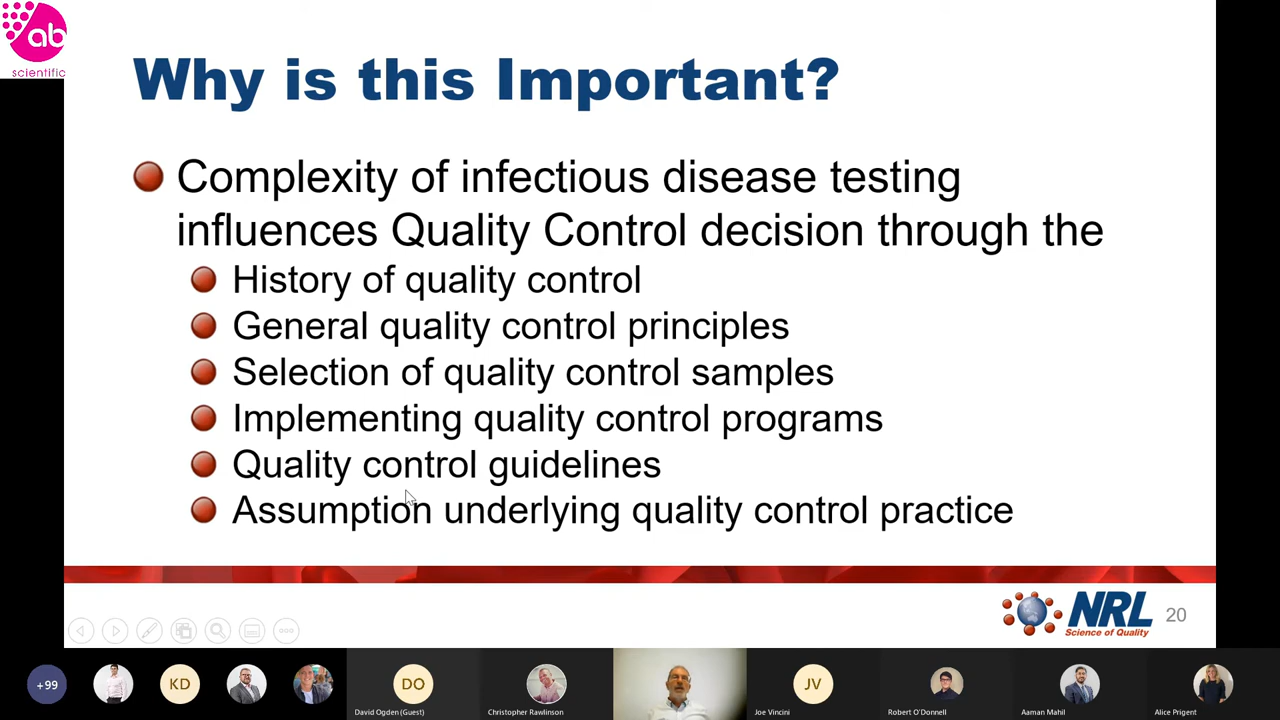 ab
scientific
Why is this Important?
Complexity of infectious disease testing
influences Quality Control decision through the
History of quality control
General quality control principles
Selection of quality control samples
Implementing quality control programs
Quality control guidelines
Assumption underlying quality control practice
NRL
Science of Quality
20
+99
KD
DO
David Ogden (Guest)
Christopher Rawlinson
JV
Joe Vincini
Robert O'Donnell
Aaman Mahil
Alice Prigent